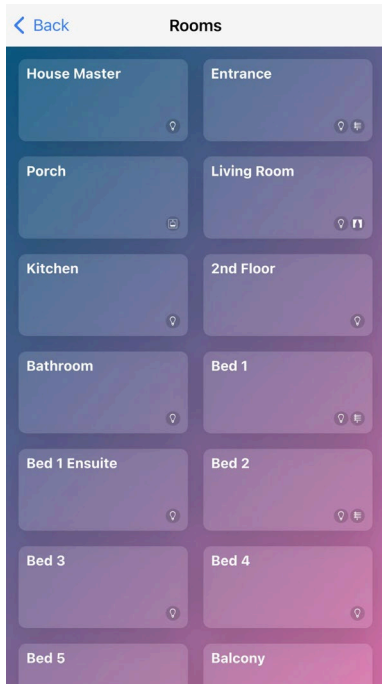 Back
Rooms
House Master
Entrance
Porch
Living Room
Kitchen
2nd Floor
Bathroom
Bed 1
Bed 1 Ensuite
Bed 2
Bed 3
Bed 4
Bed 5
Balcony